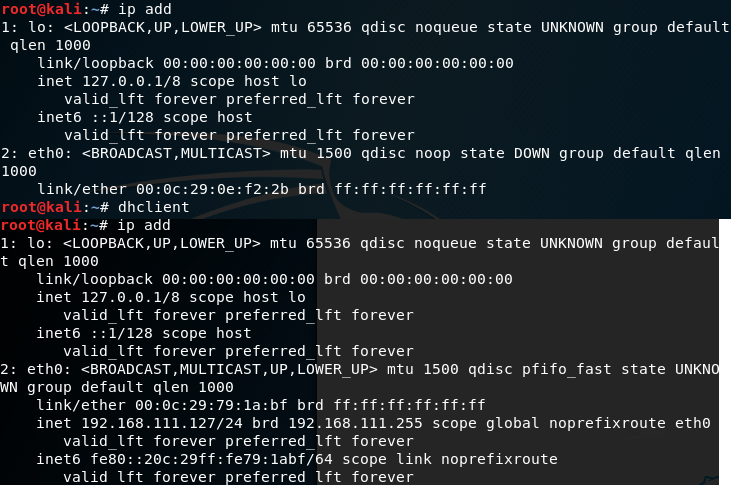 root@kali:~# ip add
1: lo: <LOOPBACK,UP,LOWER_UP> mtu 65536 qdisc noqueue state UNKNOWN group default
 qlen 1000
    link/loopback 00:00:00:00:00:00 brd 00:00:00:00:00:00
    inet 127.0.0.1/8 scope host lo
       valid_lft forever preferred_lft forever
    inet6 ::1/128 scope host
       valid_lft forever preferred_lft forever
2: eth0: <BROADCAST,MULTICAST> mtu 1500 qdisc noop state DOWN group default qlen
1000
    link/ether 00:0c:29:0e:f2:2b brd ff:ff:ff:ff:ff:ff
root@kali:~# dhclient
root@kali:~# ip add
1: lo: <LOOPBACK,UP,LOWER_UP> mtu 65536 qdisc noqueue state UNKNOWN group defaul
t qlen 1000
    link/loopback 00:00:00:00:00:00 brd 00:00:00:00:00:00
    inet 127.0.0.1/8 scope host lo
       valid_lft forever preferred_lft forever
    inet6 ::1/128 scope host
       valid_lft forever preferred_lft forever
2: eth0: <BROADCAST,MULTICAST,UP,LOWER_UP> mtu 1500 qdisc pfifo_fast state UNKNO
WN group default qlen 1000
    link/ether 00:0c:29:79:1a:bf brd ff:ff:ff:ff:ff:ff
    inet 192.168.111.127/24 brd 192.168.111.255 scope global noprefixroute eth0
       valid_lft forever preferred_lft forever
    inet6 fe80::20c:29ff:fe79:1abf/64 scope link noprefixroute
       valid_lft forever preferred_lft forever